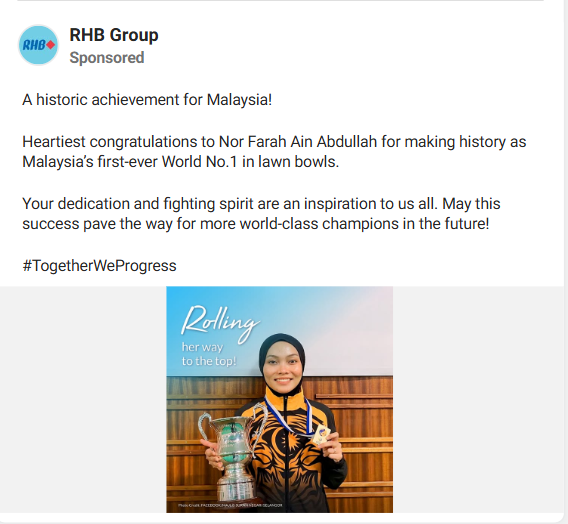 RHB
RHB Group
Sponsored
A historic achievement for Malaysia!
Heartiest congratulations to Nor Farah Ain Abdullah for making history as
Malaysia’s first-ever World No.1 in lawn bowls.
Your dedication and fighting spirit are an inspiration to us all. May this
success pave the way for more world-class champions in the future!
#TogetherWeProgress
Rolling
her way
to the top!